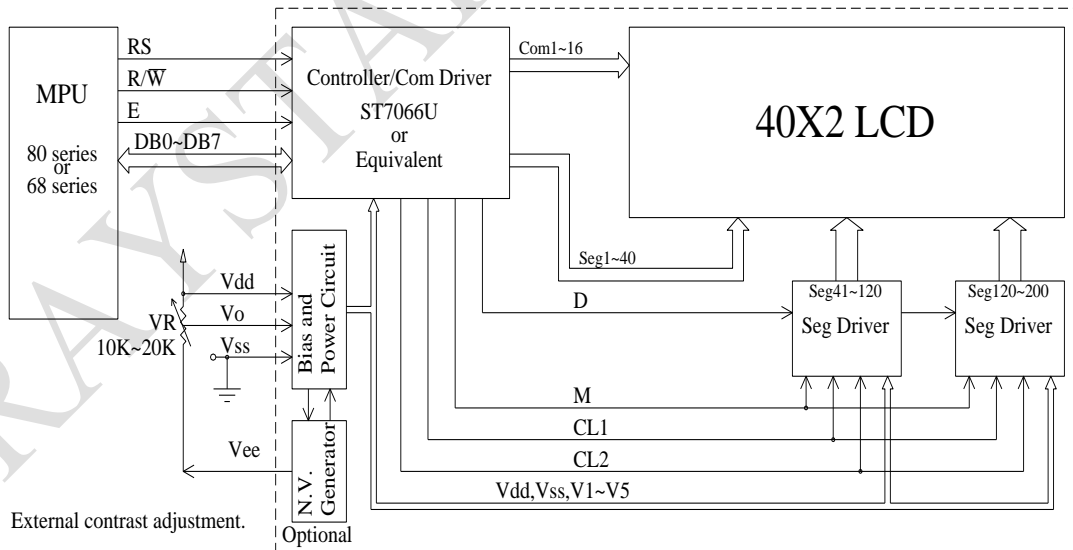 MPU
80 series
or
68 series
RS
R/W̅
E
DB0~DB7
Controller/Com Driver
ST7066U
or
Equivalent
Com1~16
40X2 LCD
Seg1~40
D
Seg41~120
Seg Driver
Seg120~200
Seg Driver
Vdd
Vo
VR
10K~20K
Vss
Bias and
Power Circuit
M
CL1
CL2
Vee
N.V.
Generator
Vdd,Vss,V1~V5
External contrast adjustment.
Optional
RAYSTAR